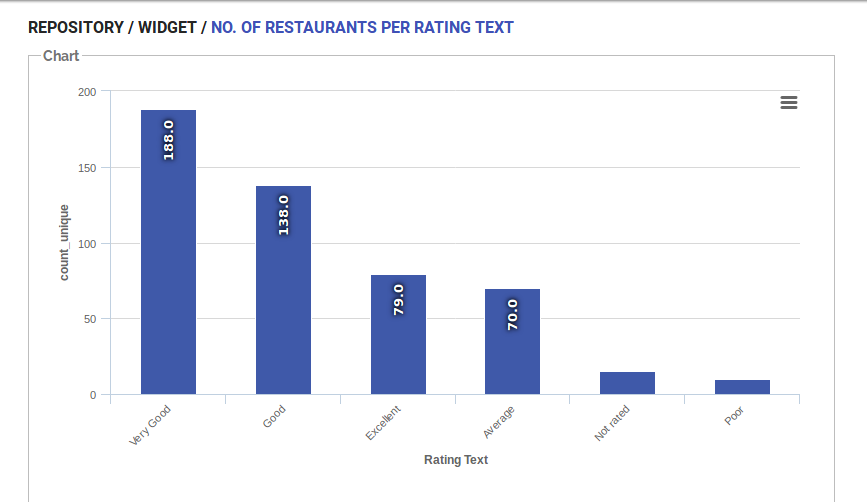 REPOSITORY / WIDGET / NO. OF RESTAURANTS PER RATING TEXT
Chart
200
150
100
50
0
count_unique
188.0
138.0
79.0
70.0
Very Good
Good
Excellent
Average
Not rated
Poor
Rating Text